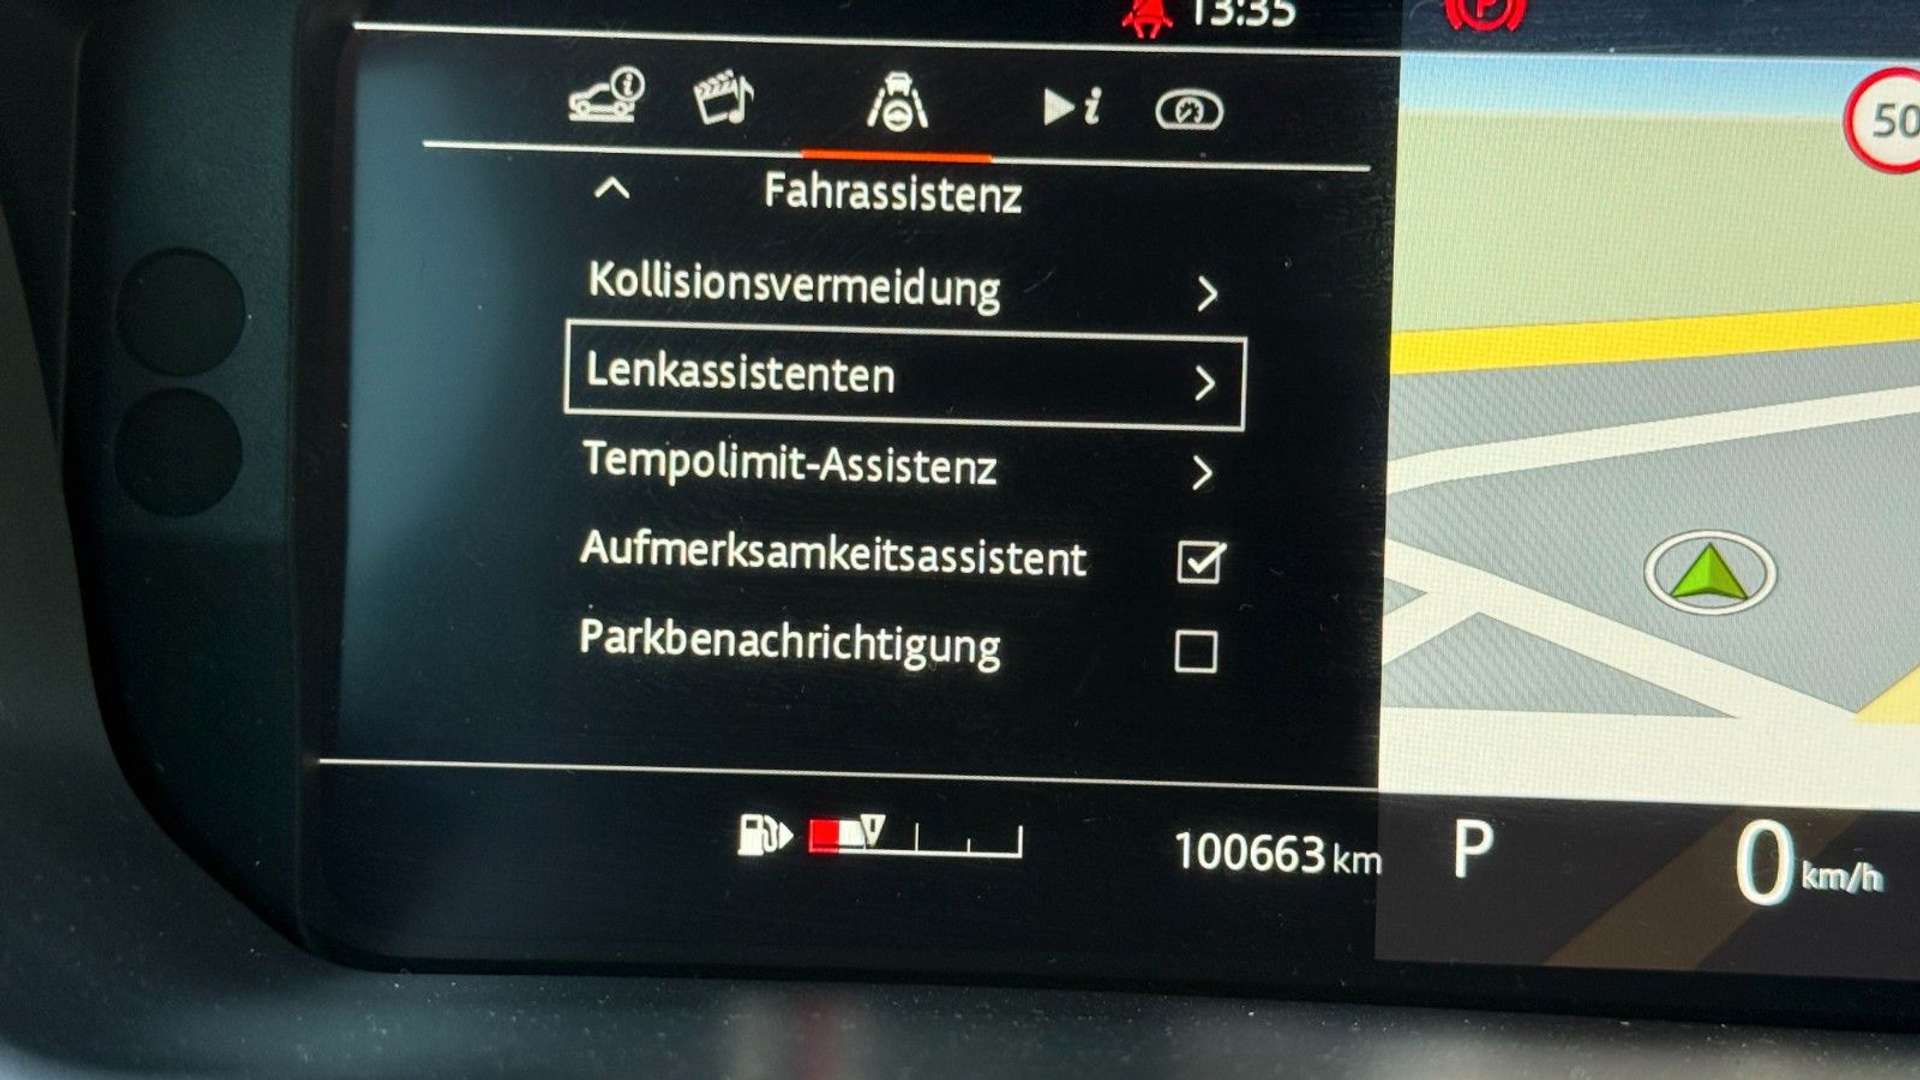 13:35
50
Fahrassistenz
Kollisionsvermeidung
Lenkassistenten
Tempolimit-Assistenz
Aufmerksamkeitsassistent
Parkbenachrichtigung
100663 km
P
0 km/h